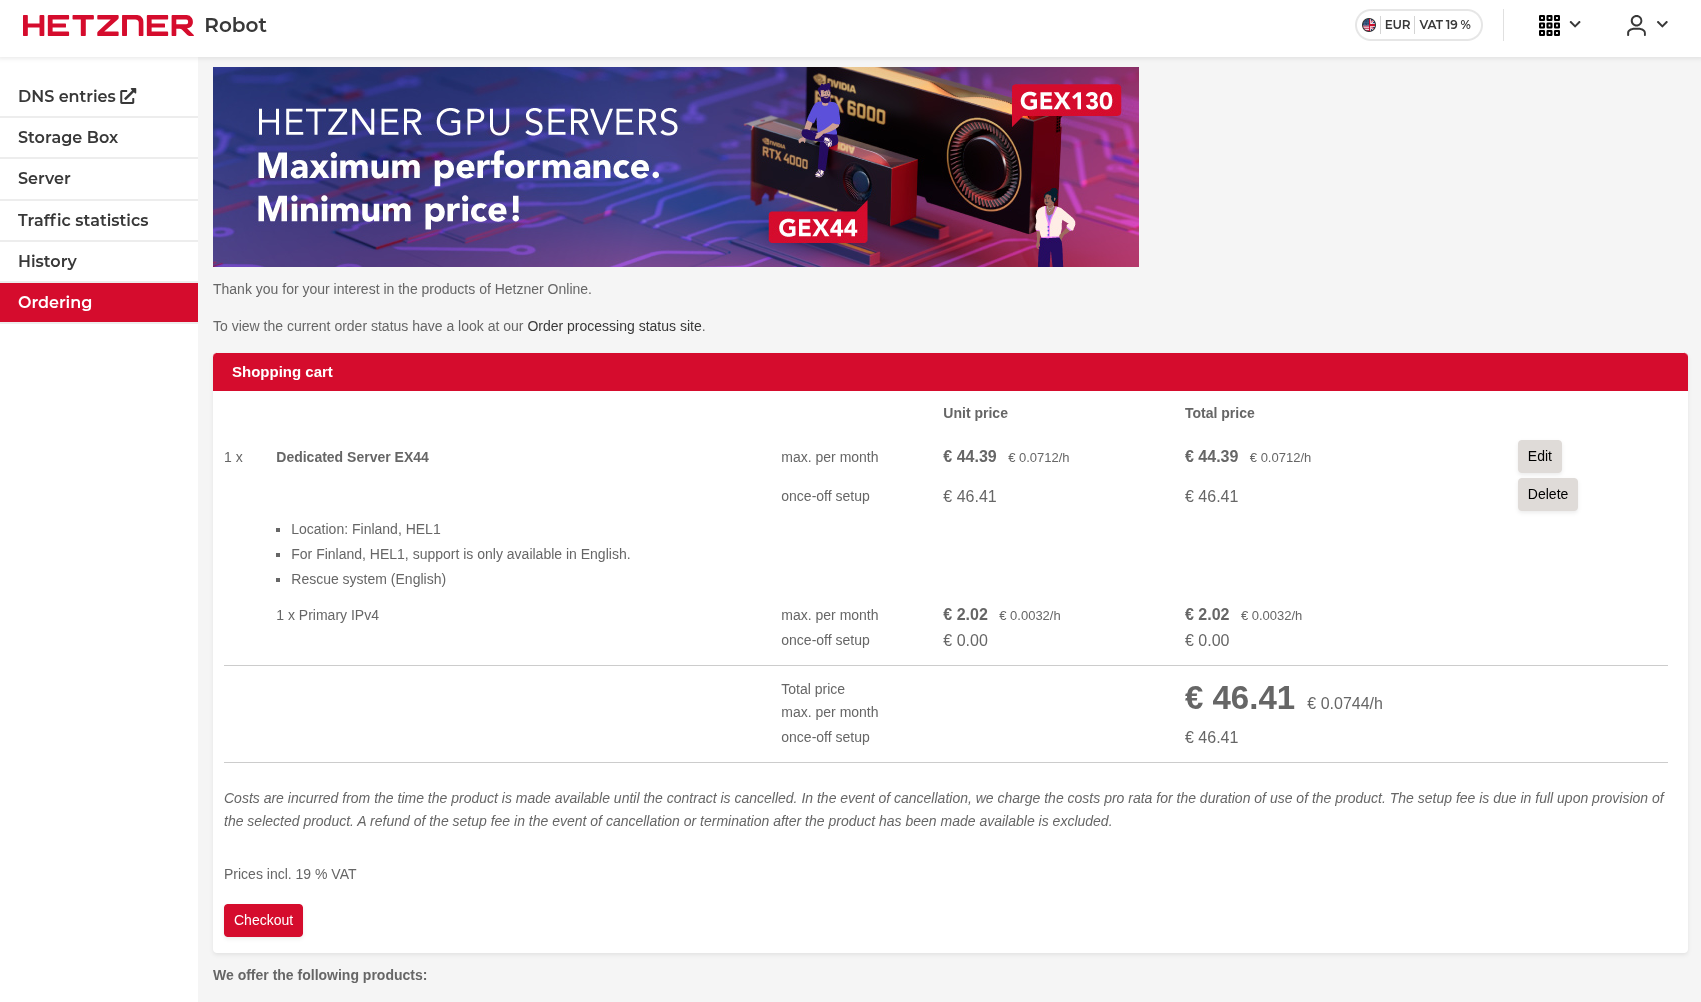 HETZNER Robot
EUR VAT 19 %
DNS entries
Storage Box
Server
Traffic statistics
History
Ordering
HETZNER GPU SERVERS
Maximum performance.
Minimum price!
NVIDIA
RTX 6000
GEX130
NVIDIA
RTX 4000
GEX44
Thank you for your interest in the products of Hetzner Online.
To view the current order status have a look at our Order processing status site.
Shopping cart
Unit price Total price
1 x Dedicated Server EX44 max. per month € 44.39 € 0.0712/h € 44.39 € 0.0712/h Edit
once-off setup € 46.41 € 46.41 Delete
Location: Finland, HEL1
For Finland, HEL1, support is only available in English.
Rescue system (English)
1 x Primary IPv4 max. per month € 2.02 € 0.0032/h € 2.02 € 0.0032/h
once-off setup € 0.00 € 0.00
Total price
max. per month € 46.41 € 0.0744/h
once-off setup € 46.41
Costs are incurred from the time the product is made available until the contract is cancelled. In the event of cancellation, we charge the costs pro rata for the duration of use of the product. The setup fee is due in full upon provision of
the selected product. A refund of the setup fee in the event of cancellation or termination after the product has been made available is excluded.
Prices incl. 19 % VAT
Checkout
We offer the following products: